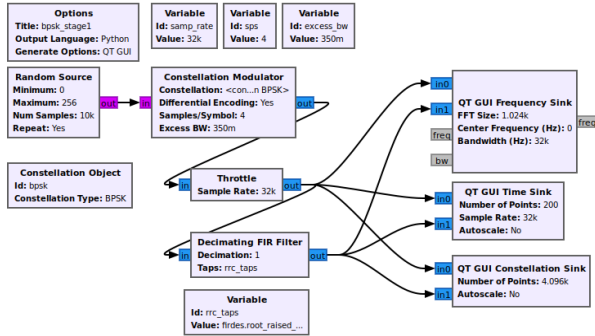 Options
Title: bpsk_stage1
Output Language: Python
Generate Options: QT GUI
Variable
Id: samp_rate
Value: 32k
Variable
Id: sps
Value: 4
Variable
Id: excess_bw
Value: 350m
Random Source
Minimum: 0
Maximum: 256
Num Samples: 10k
Repeat: Yes
out
in
Constellation Modulator
Constellation: <con...n BPSK>
Differential Encoding: Yes
Samples/Symbol: 4
Excess BW: 350m
out
in0
in1
freq
bw
QT GUI Frequency Sink
FFT Size: 1.024k
Center Frequency (Hz): 0
Bandwidth (Hz): 32k
freq
Constellation Object
Id: bpsk
Constellation Type: BPSK
in
Throttle
Sample Rate: 32k
out
in0
in1
QT GUI Time Sink
Number of Points: 200
Sample Rate: 32k
Autoscale: No
in
Decimating FIR Filter
Decimation: 1
Taps: rrc_taps
out
in0
in1
QT GUI Constellation Sink
Number of Points: 4.096k
Autoscale: No
Variable
Id: rrc_taps
Value: firdes.root_raised_...